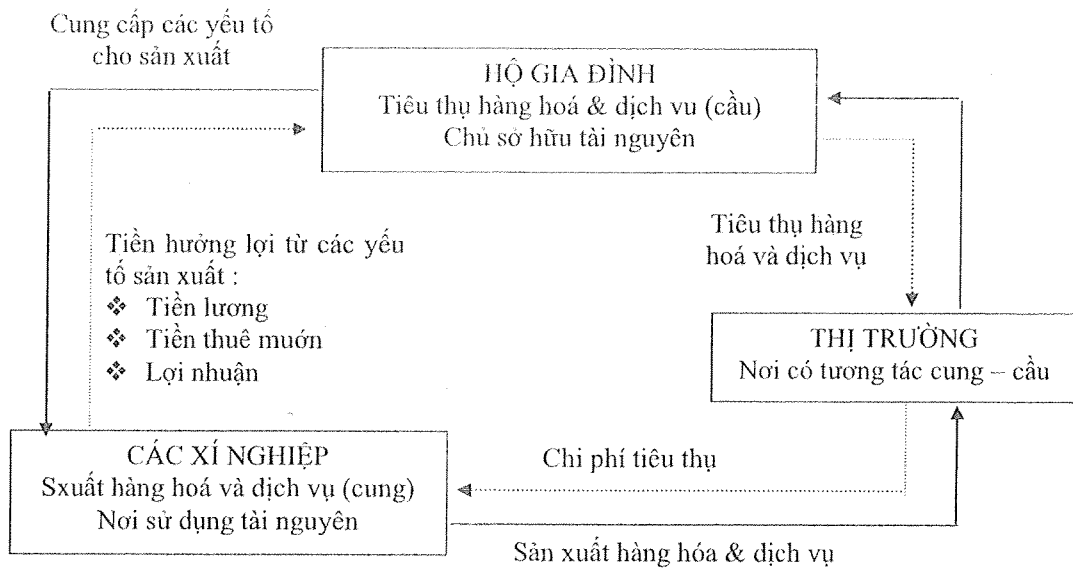 Cung cấp các yếu tố
cho sản xuất
HỘ GIA ĐÌNH
Tiêu thụ hàng hoá & dịch vu (cầu)
Chủ sở hữu tài nguyên
Tiền hưởng lợi từ các yếu
tố sản xuất :
❖ Tiền lương
❖ Tiền thuê muớn
❖ Lợi nhuận
Tiêu thụ hàng
hoá và dịch vụ
THỊ TRƯỜNG
Nơi có tương tác cung – cầu
CÁC XÍ NGHIỆP
Sxuất hàng hoá và dịch vụ (cung)
Nơi sử dụng tài nguyên
Chi phí tiêu thụ
Sản xuất hàng hóa & dịch vụ